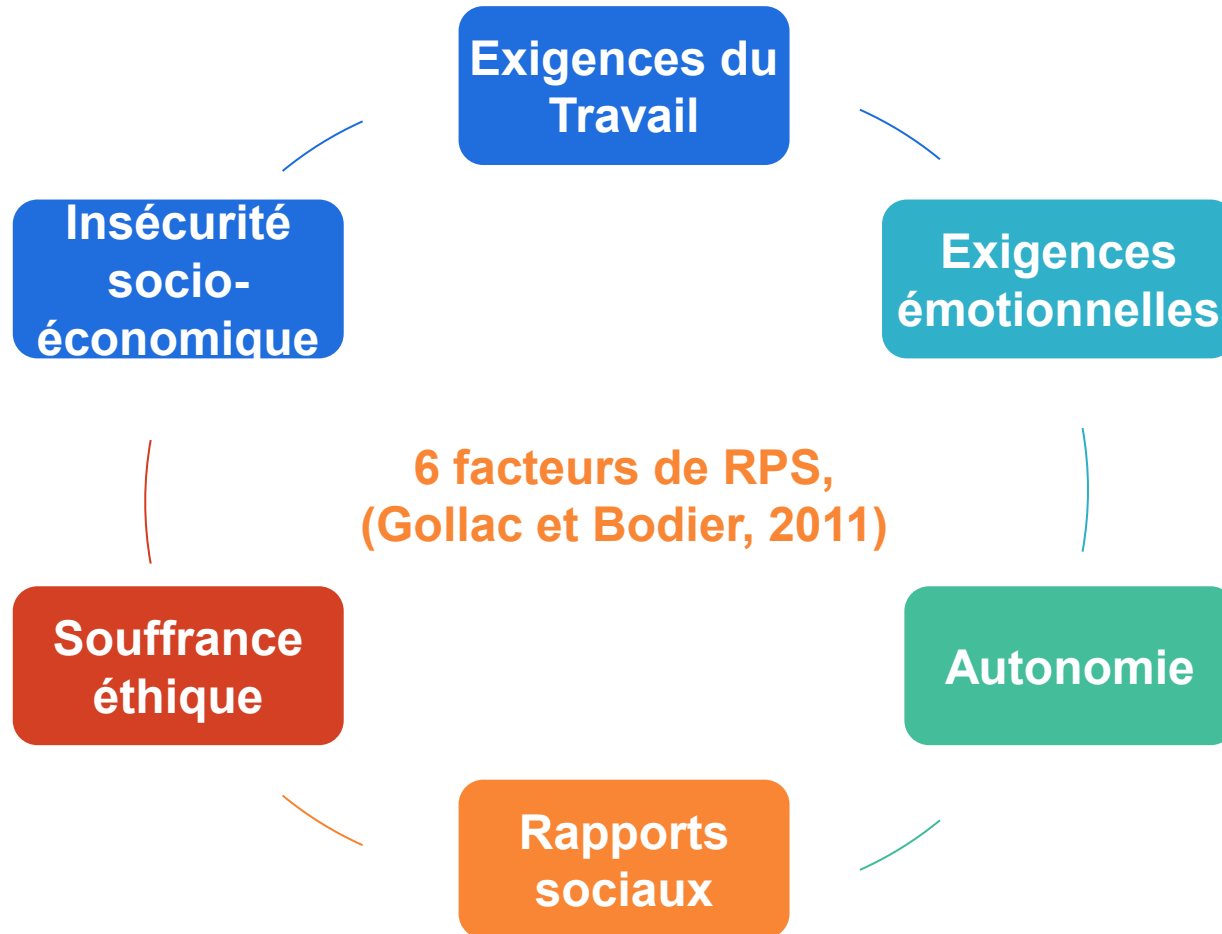 Exigences du
Travail
Exigences
émotionnelles
Autonomie
Rapports
sociaux
Souffrance
éthique
Insécurité
socio-
économique
6 facteurs de RPS,
(Gollac et Bodier, 2011)